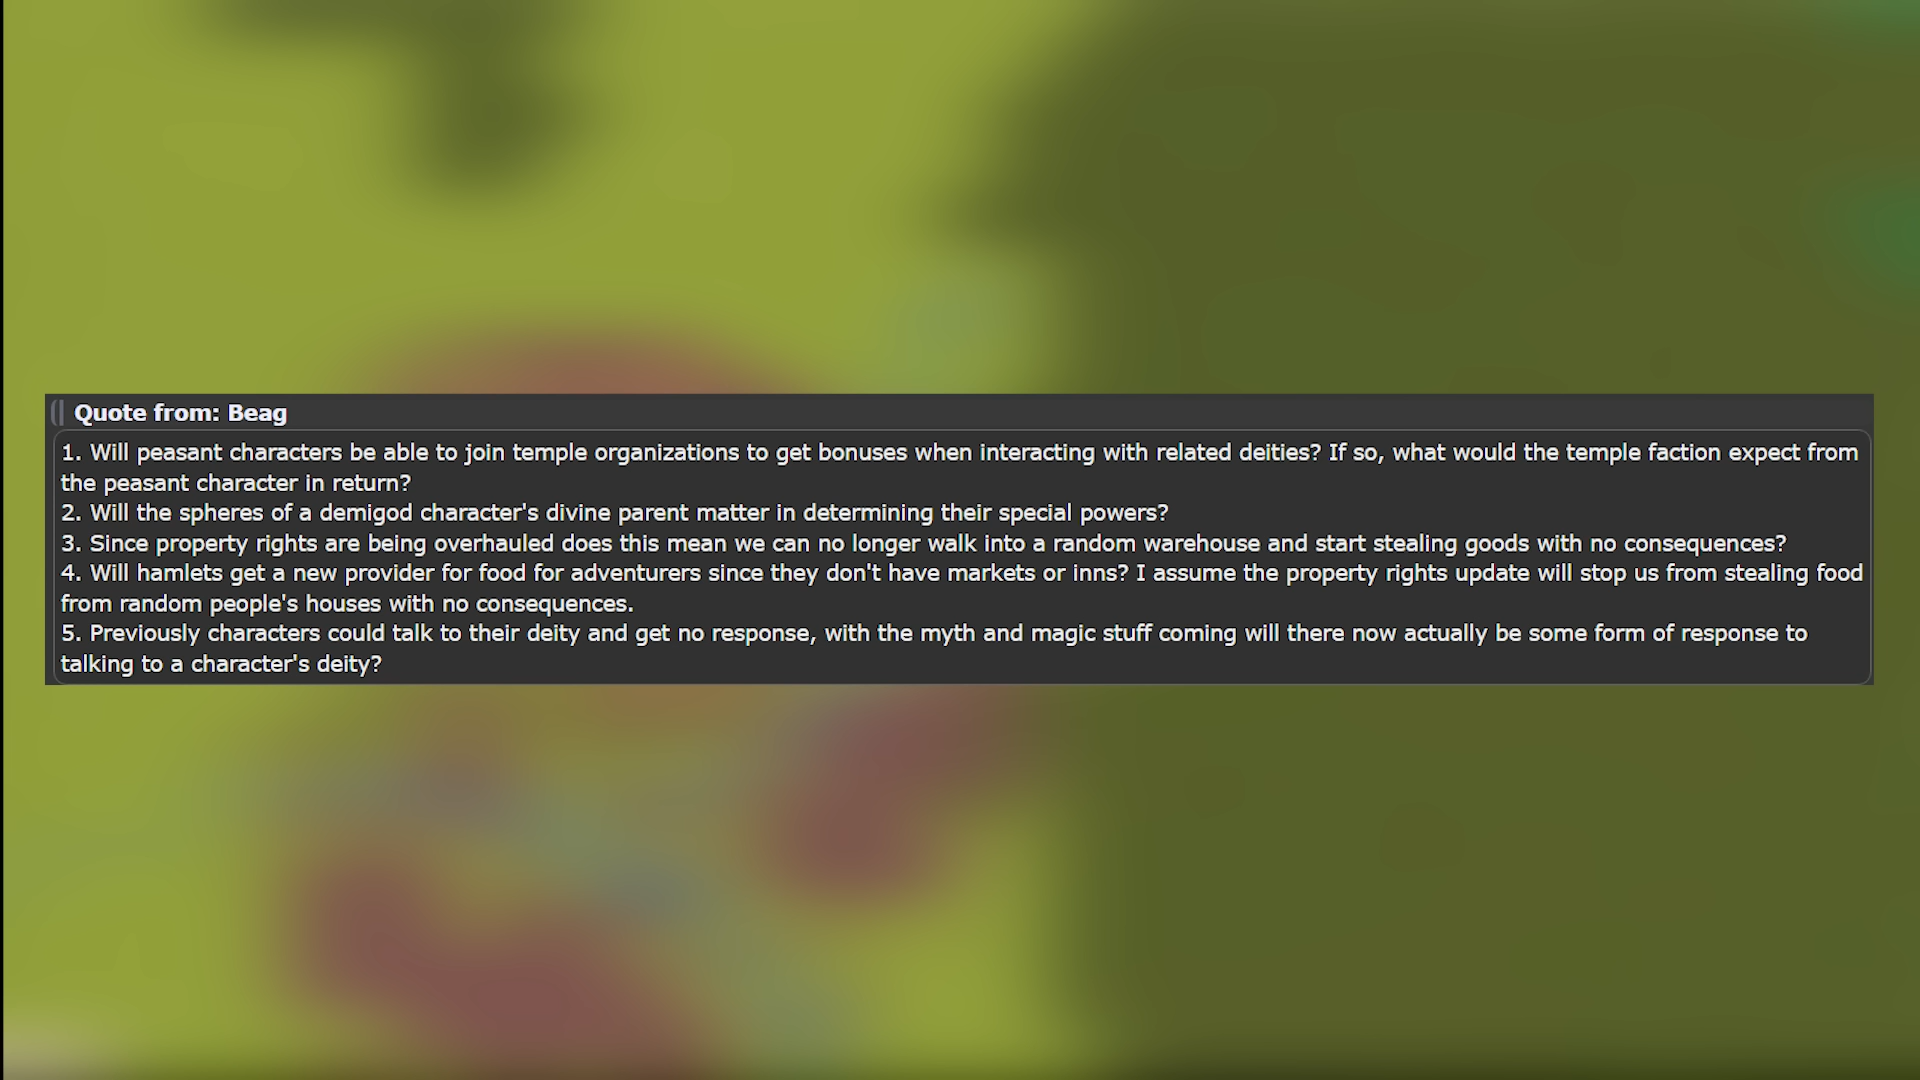 Quote from: Beag
1. Will peasant characters be able to join temple organizations to get bonuses when interacting with related deities? If so, what would the temple faction expect from
the peasant character in return?
2. Will the spheres of a demigod character's divine parent matter in determining their special powers?
3. Since property rights are being overhauled does this mean we can no longer walk into a random warehouse and start stealing goods with no consequences?
4. Will hamlets get a new provider for food for adventurers since they don't have markets or inns? I assume the property rights update will stop us from stealing food
from random people's houses with no consequences.
5. Previously characters could talk to their deity and get no response, with the myth and magic stuff coming will there now actually be some form of response to
talking to a character's deity?